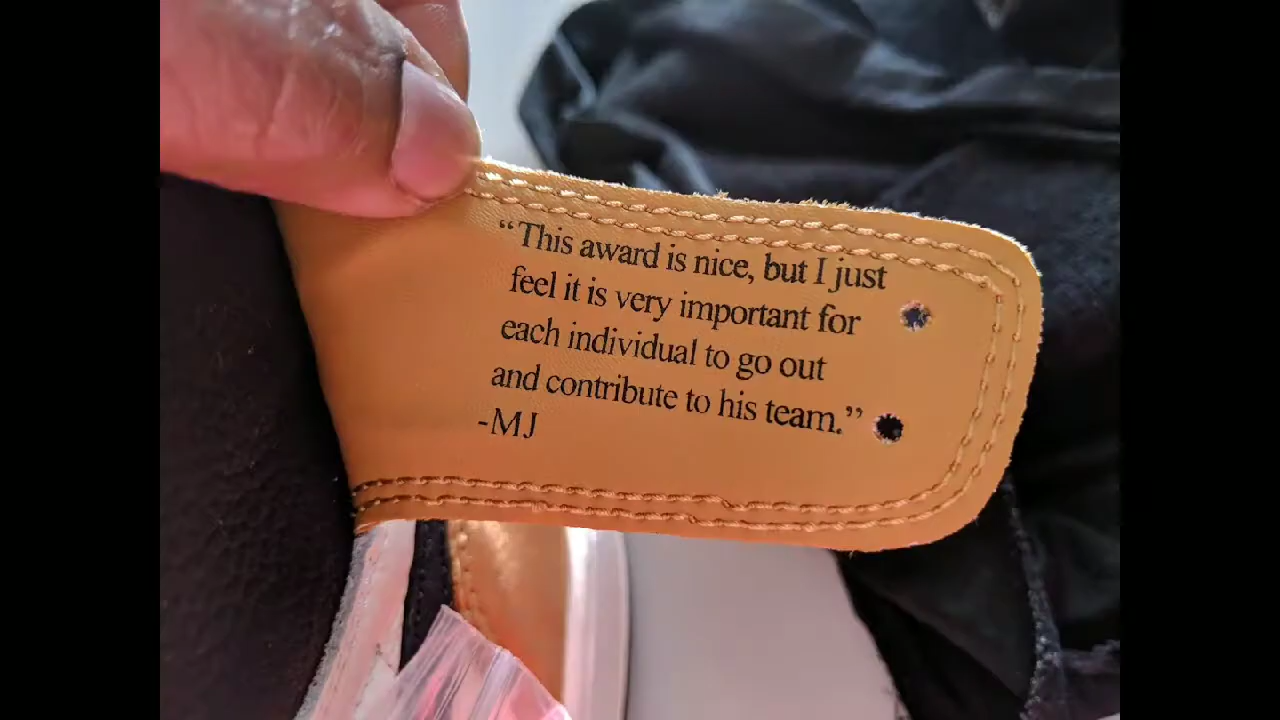 “This award is nice, but I just
feel it is very important for
each individual to go out
and contribute to his team.”
-MJ